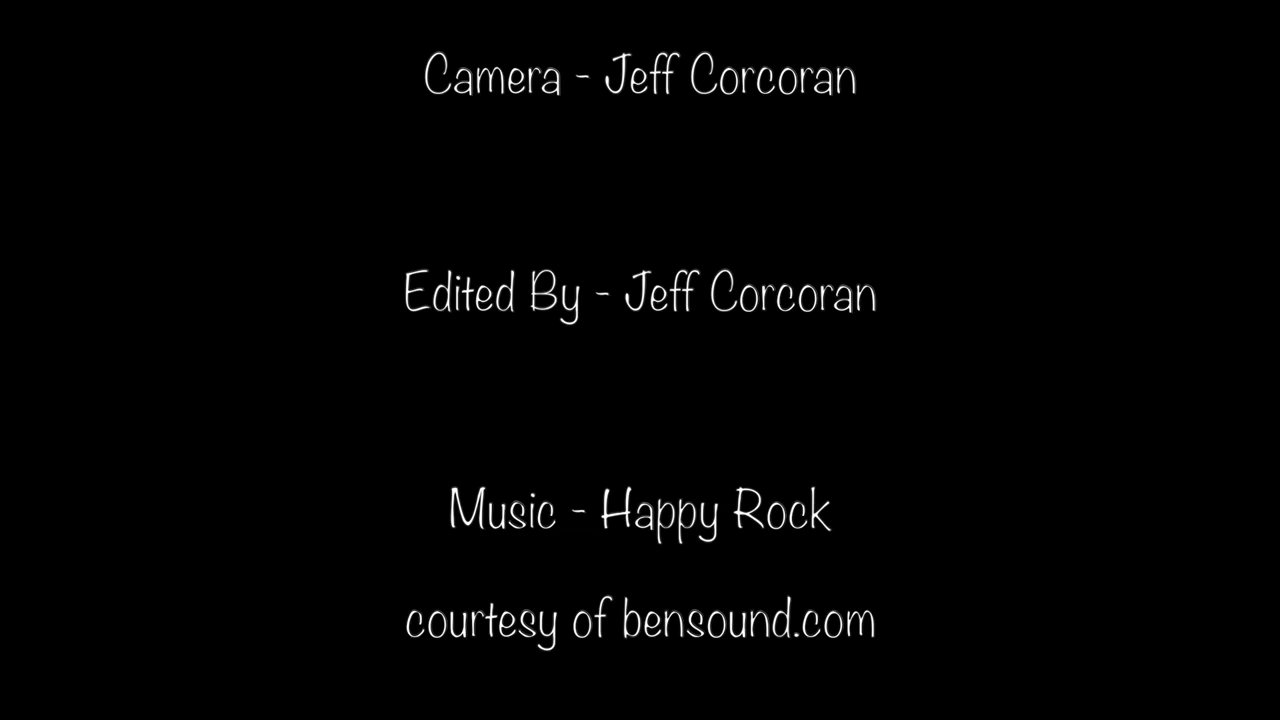 Camera - Jeff Corcoran
Edited By - Jeff Corcoran
Music - Happy Rock
courtesy of bensound.com